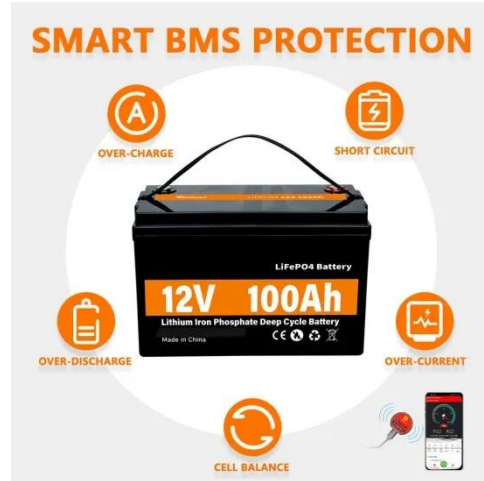 SMART BMS PROTECTION
OVER-CHARGE
SHORT CIRCUIT
LiFePO4 Battery
12V 100Ah
Lithium Iron Phosphate Deep Cycle Battery
Made in China
CE
OVER-DISCHARGE
OVER-CURRENT
CELL BALANCE